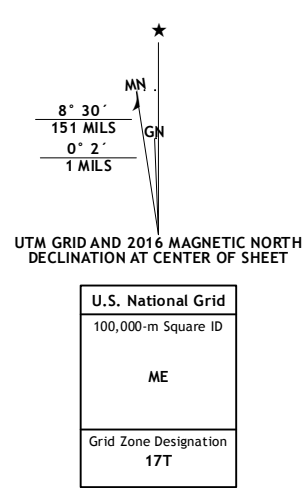 ★
MN
8° 30´
151 MILS
GN
0° 2´
1 MILS
UTM GRID AND 2016 MAGNETIC NORTH
DECLINATION AT CENTER OF SHEET
U.S. National Grid
100,000-m Square ID
ME
Grid Zone Designation
17T